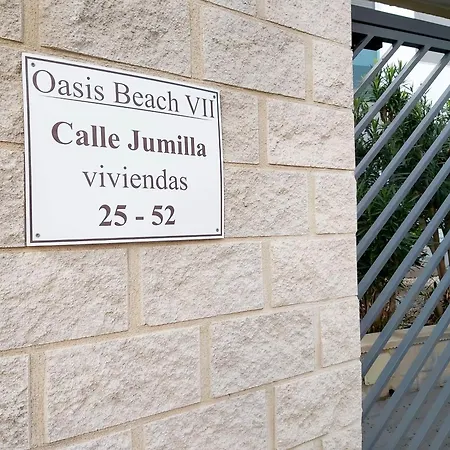 Oasis Beach VII
Calle Jumilla
viviendas
25 - 52